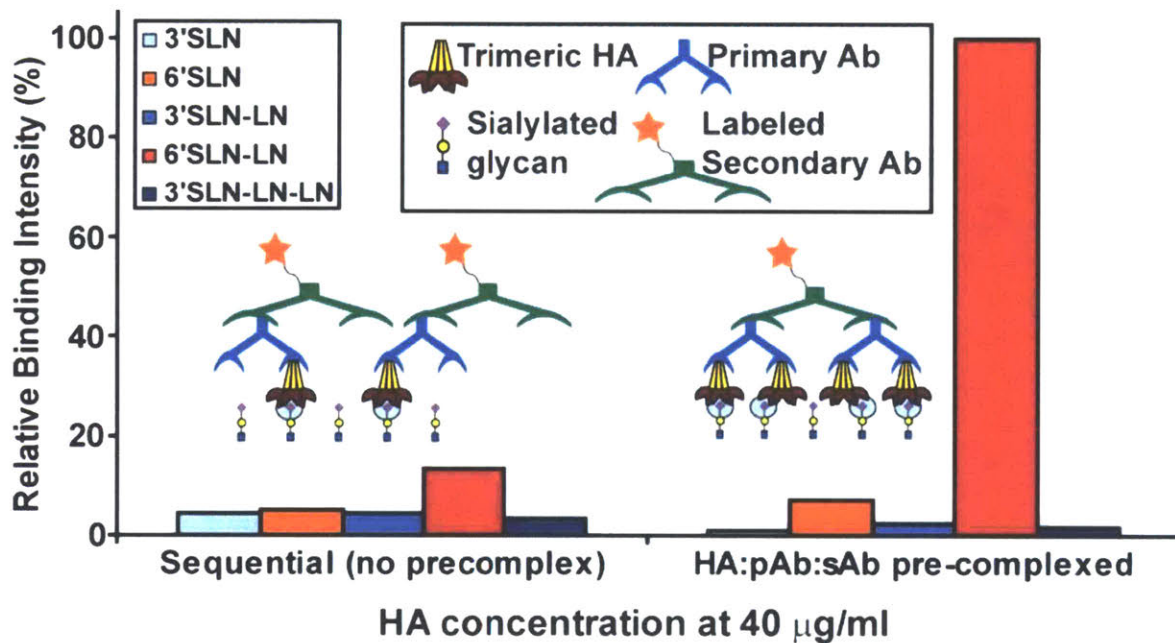 Relative Binding Intensity (%)
100
80
60
40
20
0
3'SLN
6'SLN
3'SLN-LN
6'SLN-LN
3'SLN-LN-LN
Trimeric HA
Primary Ab
Sialylated
glycan
Labeled
Secondary Ab
Sequential (no precomplex)
HA:pAb:sAb pre-complexed
HA concentration at 40 μg/ml